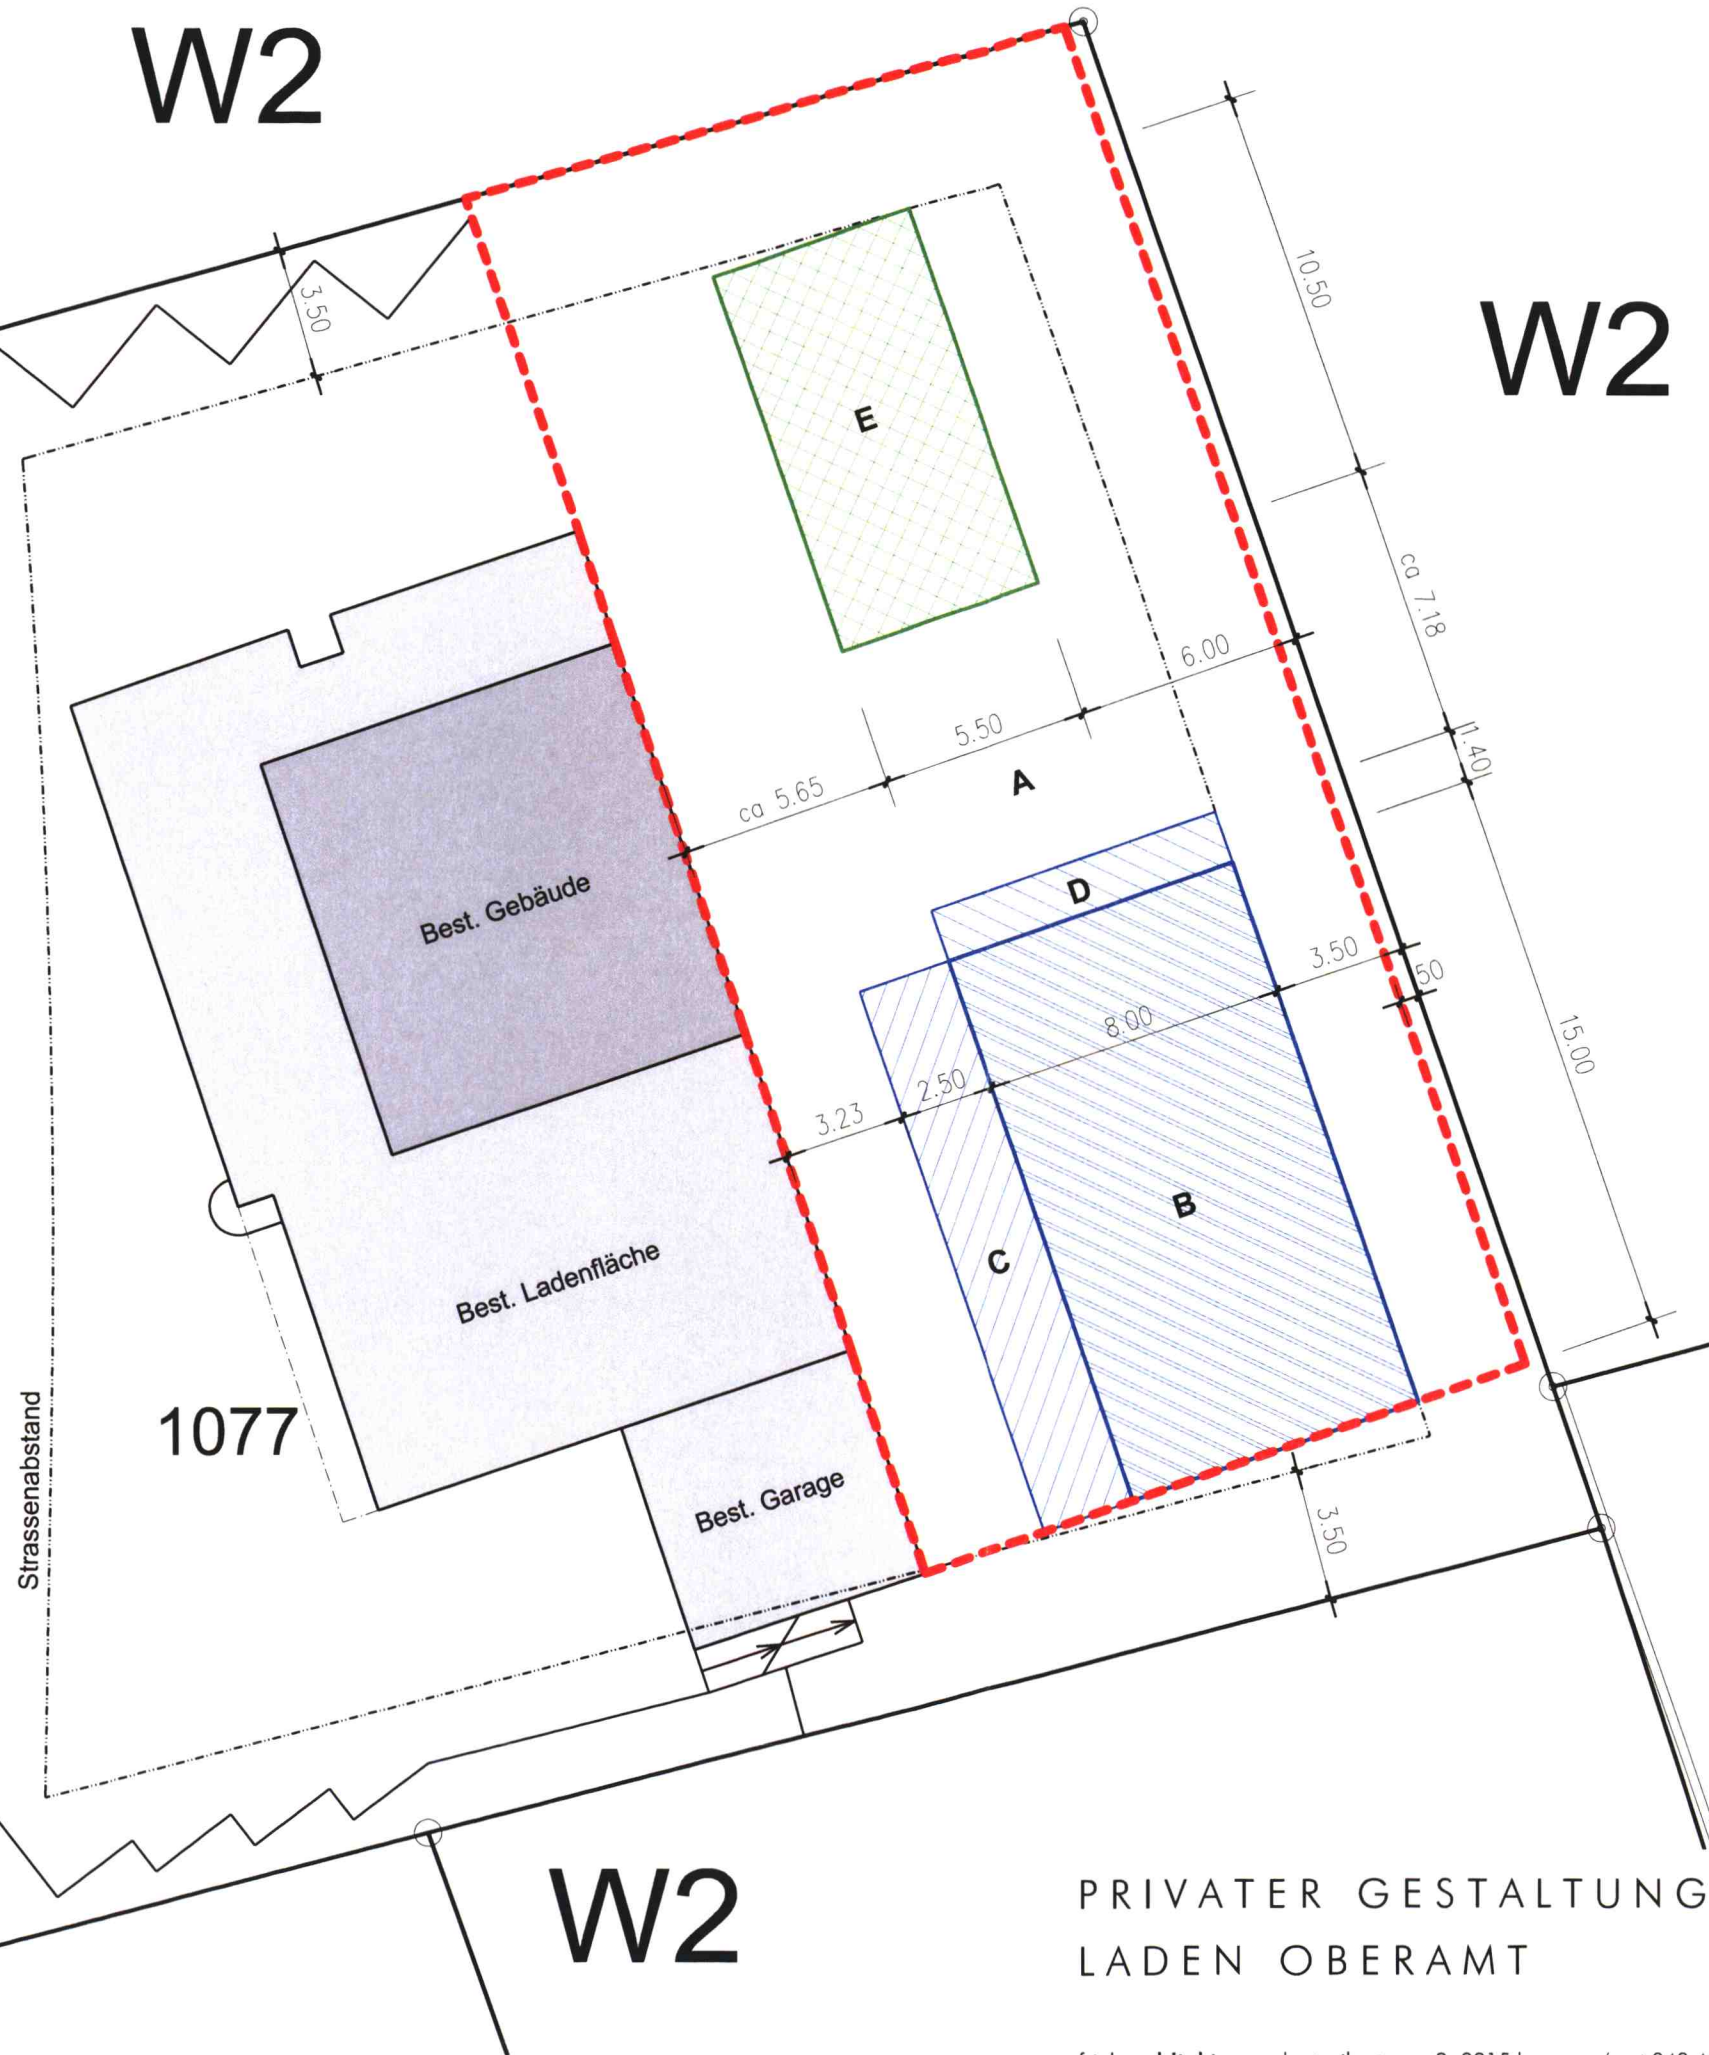 W2
W2
3.50
10.50
E
ca 7.18
6.00
5.50
1.40
ca 5.65
A
D
Best. Gebäude
3.50
50
8.00
15.00
2.50
3.23
B
C
Best. Ladenfläche
1077
Strassenabstand
Best. Garage
3.50
W2
PRIVATER GESTALTUNG
LADEN OBERAMT